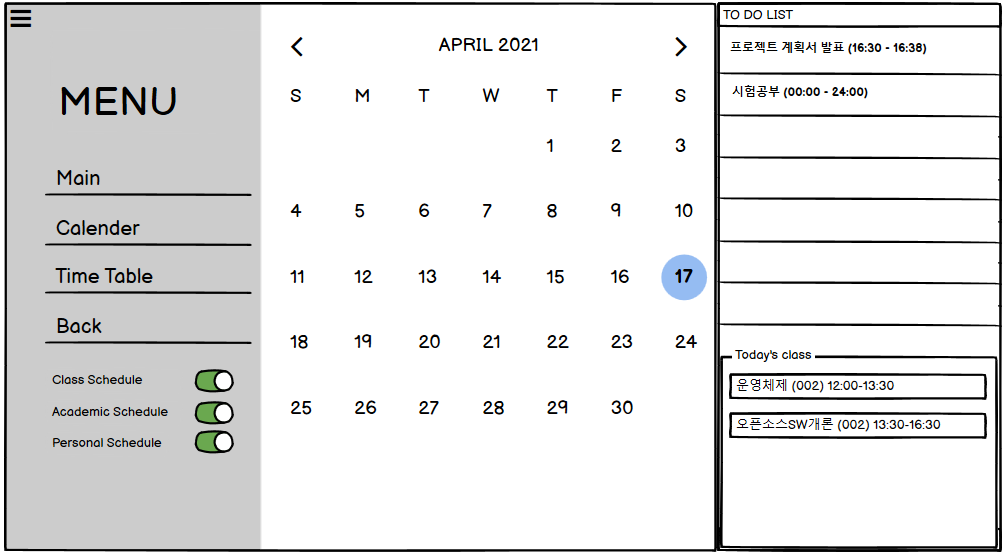 MENU
Main
Calender
Time Table
Back
Class Schedule
Academic Schedule
Personal Schedule
APRIL 2021
S M T W T F S
1 2 3
4 5 6 7 8 9 10
11 12 13 14 15 16 17
18 19 20 21 22 23 24
25 26 27 28 29 30
TO DO LIST
프로젝트 계획서 발표 (16:30 - 16:38)
시험공부 (00:00 - 24:00)
Today's class
운영체제 (002) 12:00-13:30
오픈소스SW개론 (002) 13:30-16:30